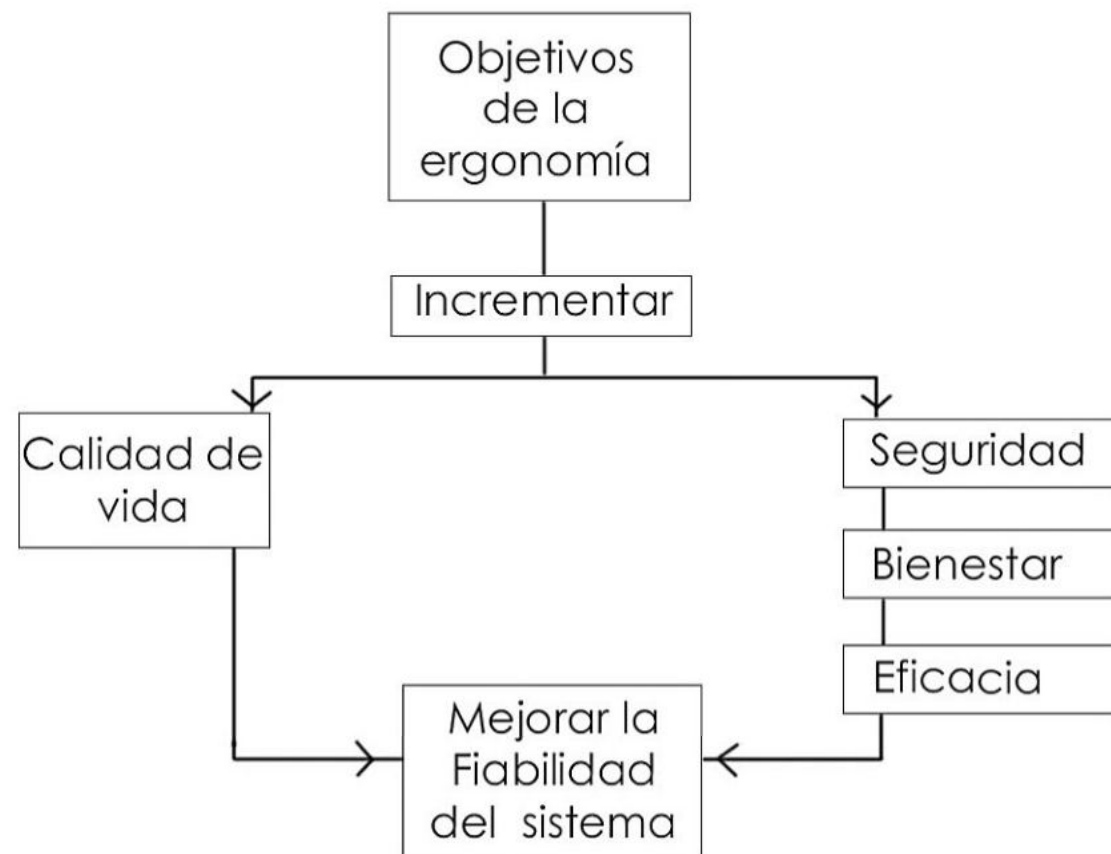 Objetivos
de la
ergonomía
Incrementar
Calidad de
vida
Seguridad
Bienestar
Eficacia
Mejorar la
Fiabilidad
del sistema